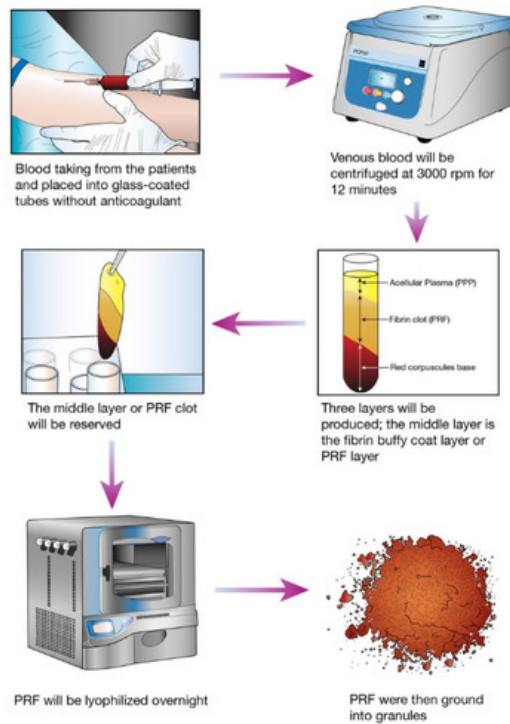 Blood taking from the patients
and placed into glass-coated
tubes without anticoagulant
Venous blood will be
centrifuged at 3000 rpm for
12 minutes
Acellular Plasma (PPP)
Fibrin clot (PRF)
Red corpuscules base
Three layers will be
produced; the middle layer is
the fibrin buffy coat layer or
PRF layer
The middle layer or PRF clot
will be reserved
PRF will be lyophilized overnight
PRF were then ground
into granules